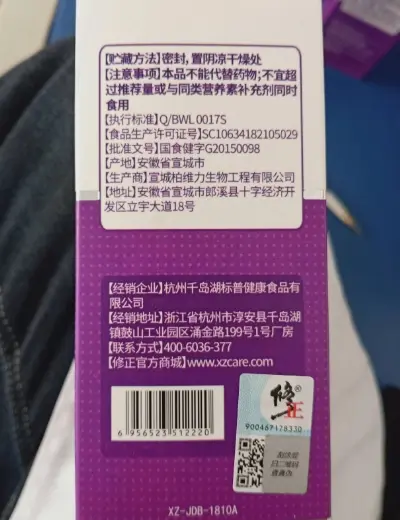 【贮藏方法】密封，置阴凉干燥处
【注意事项】本品不能代替药物；不宜超
过推荐量或与同类营养素补充剂同时
食用
【执行标准】Q/BWL 0017S
【食品生产许可证号】SC10634182105029
【批准文号】国食健字G20150098
【产地】安徽省宣城市
【生产商】宣城柏维力生物工程有限公司
【地址】安徽省宣城市郎溪县十字经济开
发区立宇大道18号
【经销企业】杭州千岛湖标普健康食品有
限公司
【经销地址】浙江省杭州市淳安县千岛湖
镇鼓山工业园区涌金路199号1号厂房
【联系方式】400-6036-377
【修正官方商城】www.xzcare.com
修正
900467178330
6 956523 512220
XZ-JDB-1810A